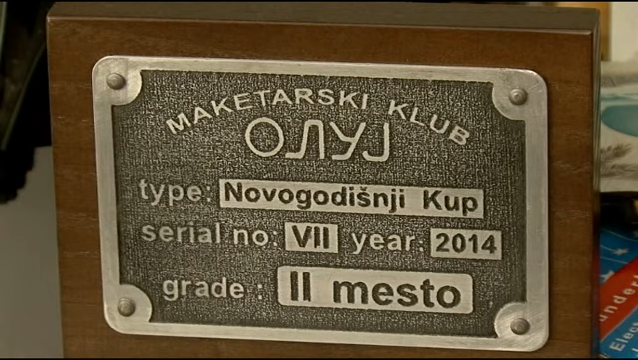 MAKETARSKI KLUB
ОЛУЈ
type: Novogodišnji Kup
serial no: VII year. 2014
grade : II mesto